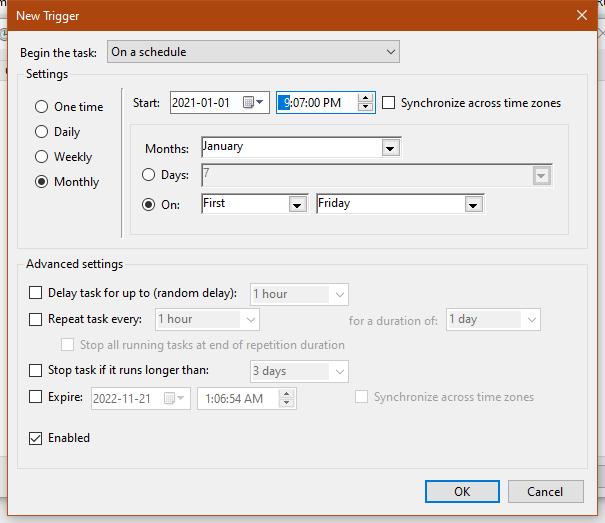 New Trigger
Begin the task: On a schedule
Settings
One time
Daily
Weekly
Monthly
Start: 2021-01-01 9:07:00 PM Synchronize across time zones
Months: January
Days: 7
On: First Friday
Advanced settings
Delay task for up to (random delay): 1 hour
Repeat task every: 1 hour for a duration of: 1 day
Stop all running tasks at end of repetition duration
Stop task if it runs longer than: 3 days
Expire: 2022-11-21 1:06:54 AM Synchronize across time zones
Enabled
OK Cancel